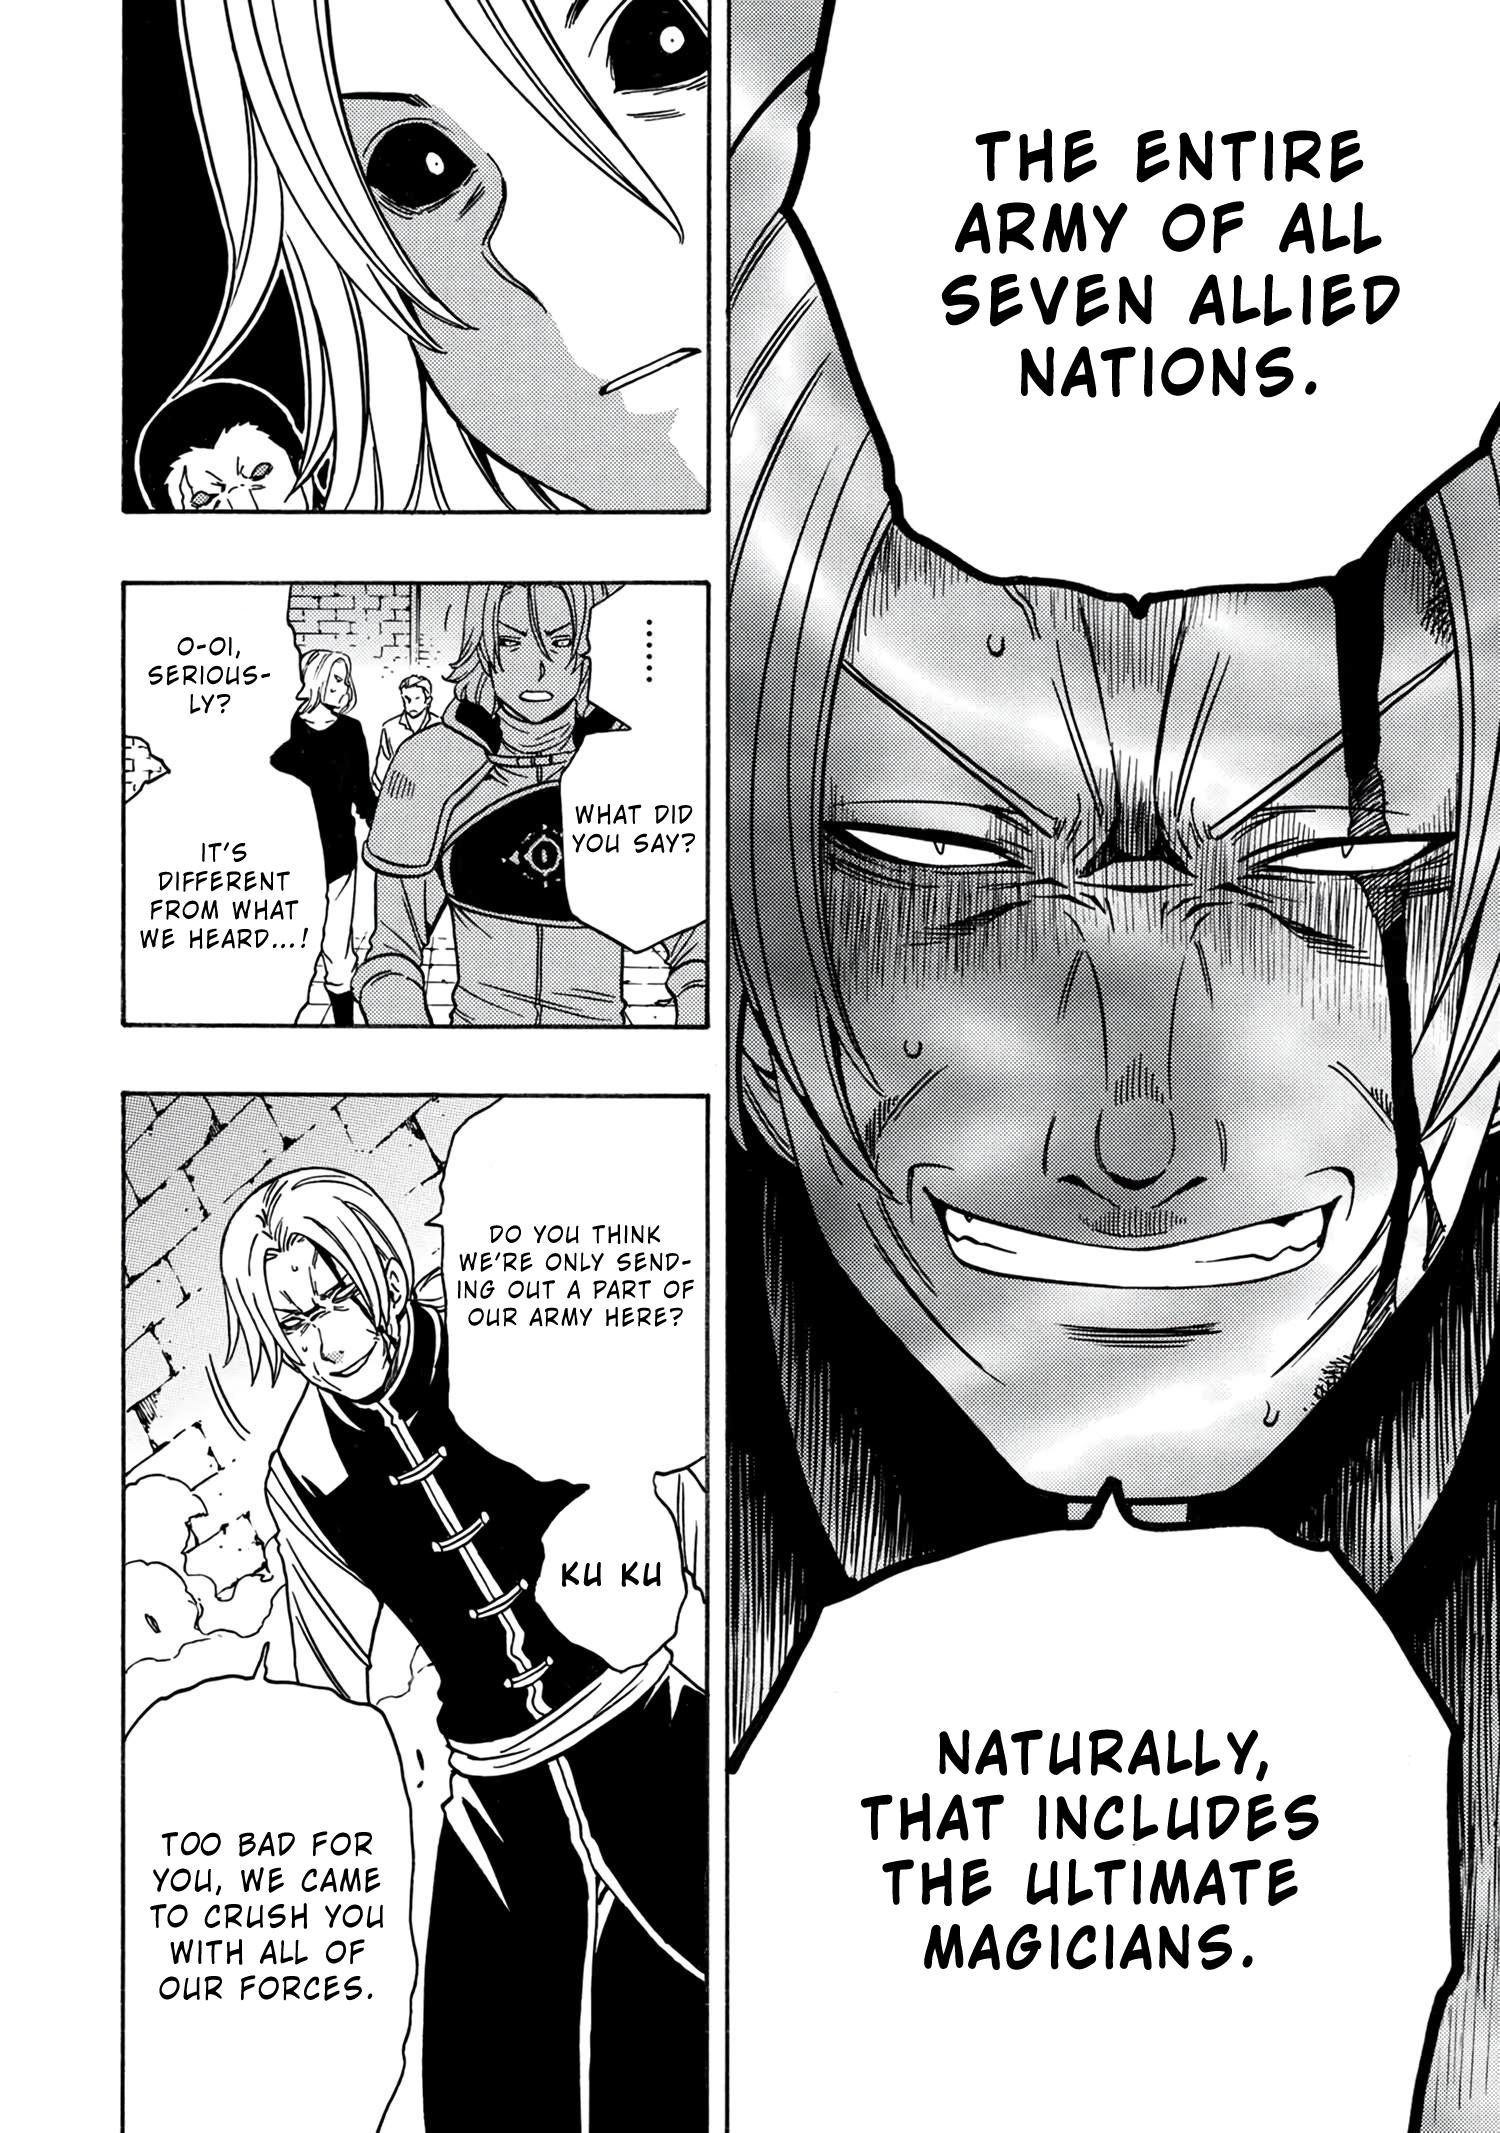 THE ENTIRE
ARMY OF ALL
SEVEN ALLIED
NATIONS.
NATURALLY,
THAT INCLUDES
THE ULTIMATE
MAGICIANS.
......
WHAT DID
YOU SAY?
O-OI,
SERIOUS-
LY?
IT'S
DIFFERENT
FROM WHAT
WE HEARD...!
DO YOU THINK
WE'RE ONLY SEND-
ING OUT A PART OF
OUR ARMY HERE?
KU KU
TOO BAD FOR
YOU, WE CAME
TO CRUSH YOU
WITH ALL OF
OUR FORCES.